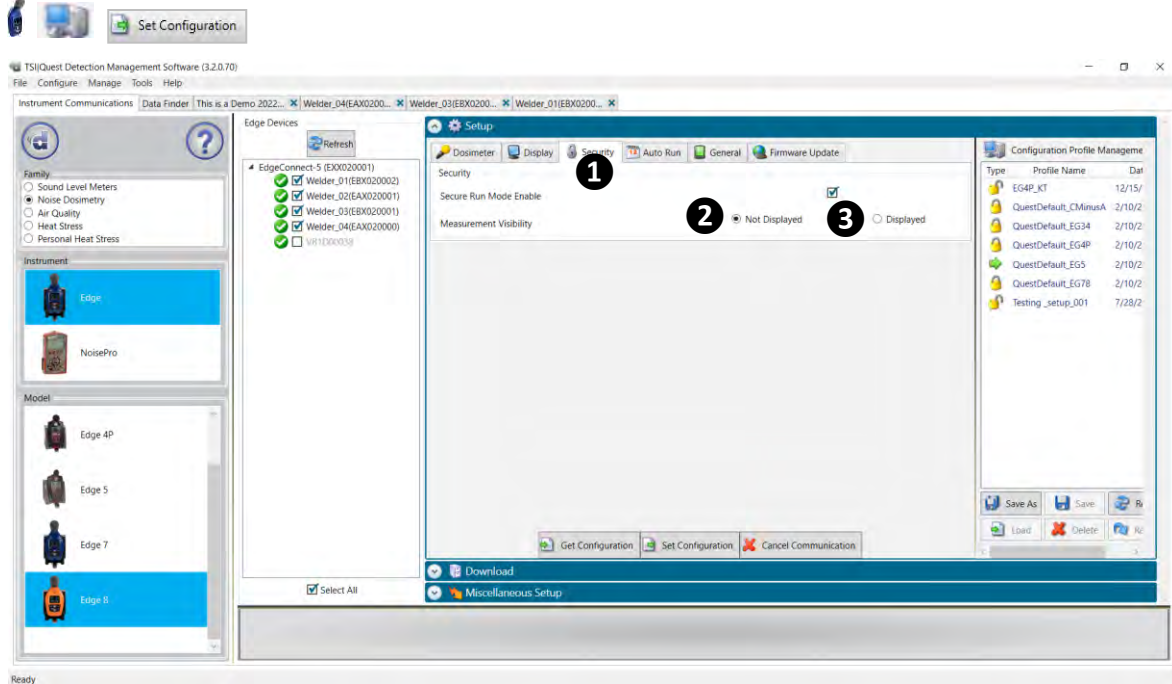 Set Configuration
TSI|Quest Detection Management Software (3.2.0.70)
File Configure Manage Tools Help
Instrument Communications Data Finder This is a Demo 2022... Welder_04(EAX0200... Welder_03(EBX0200... Welder_01(EBX0200...
Family
Sound Level Meters
Noise Dosimetry
Air Quality
Heat Stress
Personal Heat Stress
Instrument
Edge
NoisePro
Model
Edge 4P
Edge 5
Edge 7
Edge 8
Edge Devices
Refresh
EdgeConnect-5 (EXX020001)
Welder_01(EBX020002)
Welder_02(EAX020001)
Welder_03(EBX020001)
Welder_04(EAX020000)
Select All
Setup
Dosimeter Display Security Auto Run General Firmware Update
1
Security
Secure Run Mode Enable
Measurement Visibility 2 Not Displayed 3 Displayed
Get Configuration Set Configuration Cancel Communication
Download
Miscellaneous Setup
Configuration Profile Manageme
Type Profile Name Dat
EG4P_KT 12/15/
QuestDefault_CMinusA 2/10/2
QuestDefault_EG34 2/10/2
QuestDefault_EG4P 2/10/2
QuestDefault_EG5 2/10/2
QuestDefault_EG78 2/10/2
Testing _setup_001 7/28/2
Save As Save Re
Load Delete Re
Ready